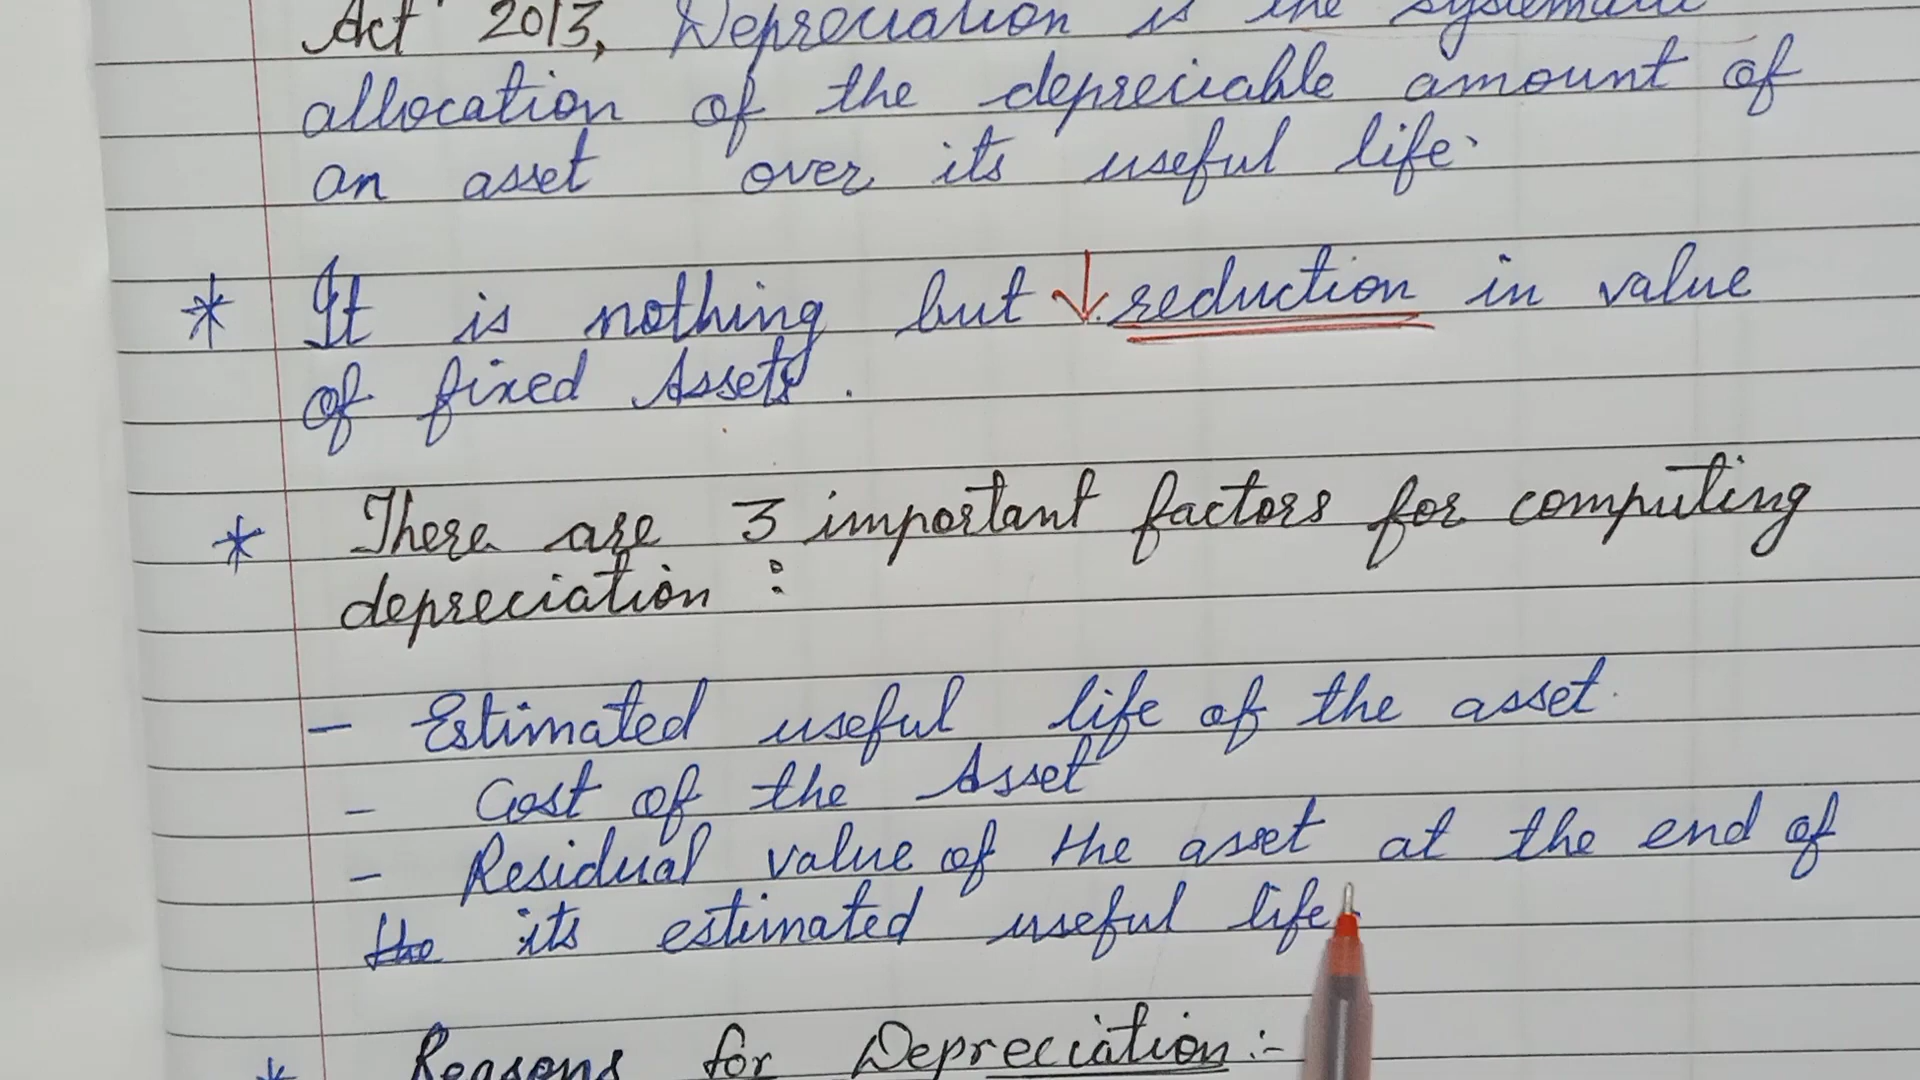 Act 2013, Depreciation is the systematic
allocation of the depreciable amount of
an asset over its useful life.
* It is nothing but ↓ reduction in value
of fixed Assets.
* There are 3 important factors for computing
depreciation :
- Estimated useful life of the asset.
- Cost of the Asset
- Residual value of the asset at the end of
the its estimated useful life.
* Reasons for Depreciation :-